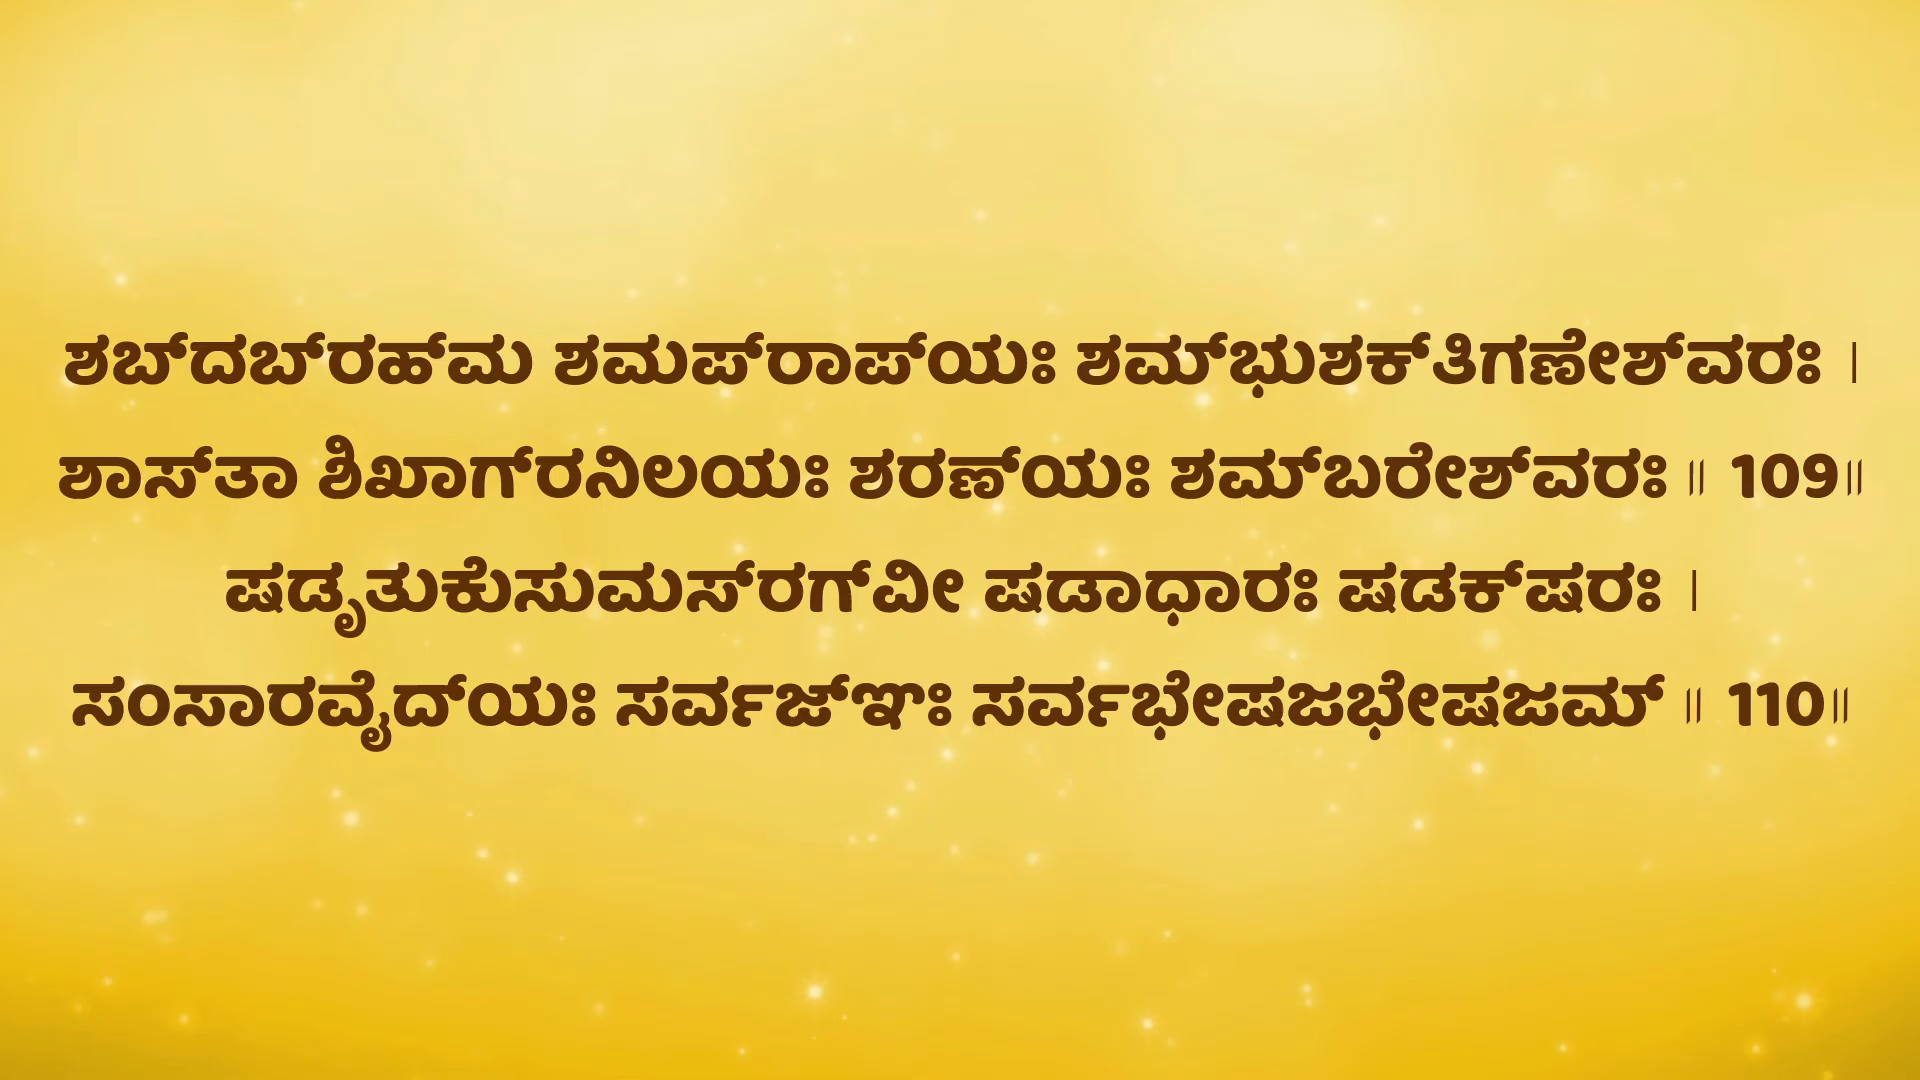 ಶಬ್‌ದಬ್‌ರಹ್‌ಮ ಶಮಪ್‌ರಾಪ್‌ಯಃ ಶಮ್‌ಭುಶಕ್‌ತಿಗಣೇಶ್‌ವರಃ ।
ಶಾಸ್‌ತಾ ಶಿಖಾಗ್‌ರನಿಲಯಃ ಶರಣ್‌ಯಃ ಶಮ್‌ಬರೇಶ್‌ವರಃ ॥ 109॥
ಷಡೃತುಕುಸುಮಸ್‌ರಗ್‌ವೀ ಷಡಾಧಾರಃ ಷಡಕ್‌ಷರಃ ।
ಸಂಸಾರವೈದ್‌ಯಃ ಸರ್ವಜ್‌ಞಃ ಸರ್ವಭೇಷಜಭೇಷಜಮ್ ॥ 110॥